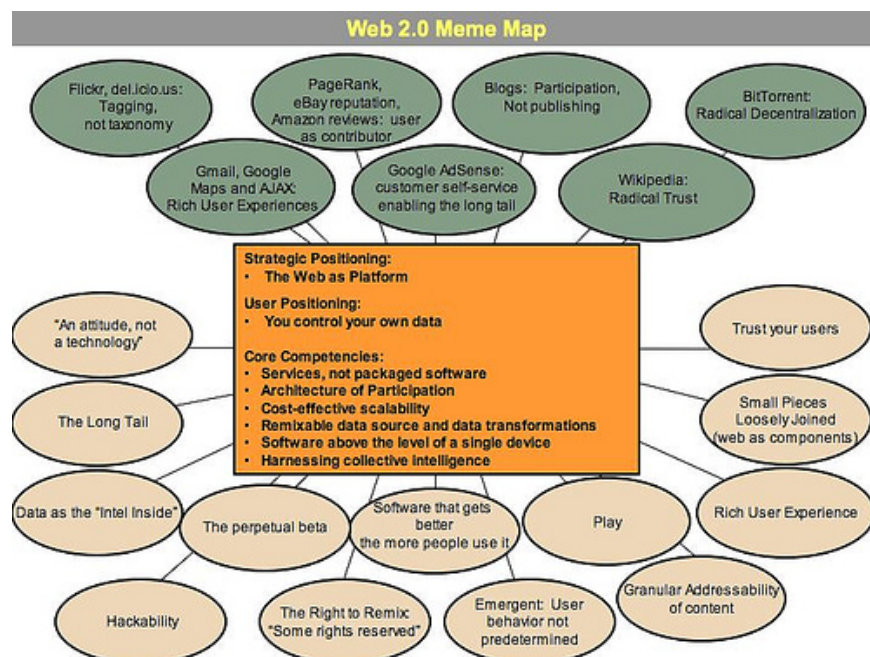 Web 2.0 Meme Map
Flickr, del.icio.us:
Tagging,
not taxonomy
PageRank,
eBay reputation,
Amazon reviews: user
as contributor
Blogs: Participation,
Not publishing
BitTorrent:
Radical Decentralization
Gmail, Google
Maps and AJAX:
Rich User Experiences
Google AdSense:
customer self-service
enabling the long tail
Wikipedia:
Radical Trust
Strategic Positioning:
• The Web as Platform
User Positioning:
• You control your own data
Core Competencies:
• Services, not packaged software
• Architecture of Participation
• Cost-effective scalability
• Remixable data source and data transformations
• Software above the level of a single device
• Harnessing collective intelligence
"An attitude, not
a technology"
Trust your users
The Long Tail
Small Pieces
Loosely Joined
(web as components)
Data as the "Intel Inside"
The perpetual beta
Software that gets
better
the more people use it
Play
Rich User Experience
Hackability
The Right to Remix:
"Some rights reserved"
Emergent: User
behavior not
predetermined
Granular Addressability
of content